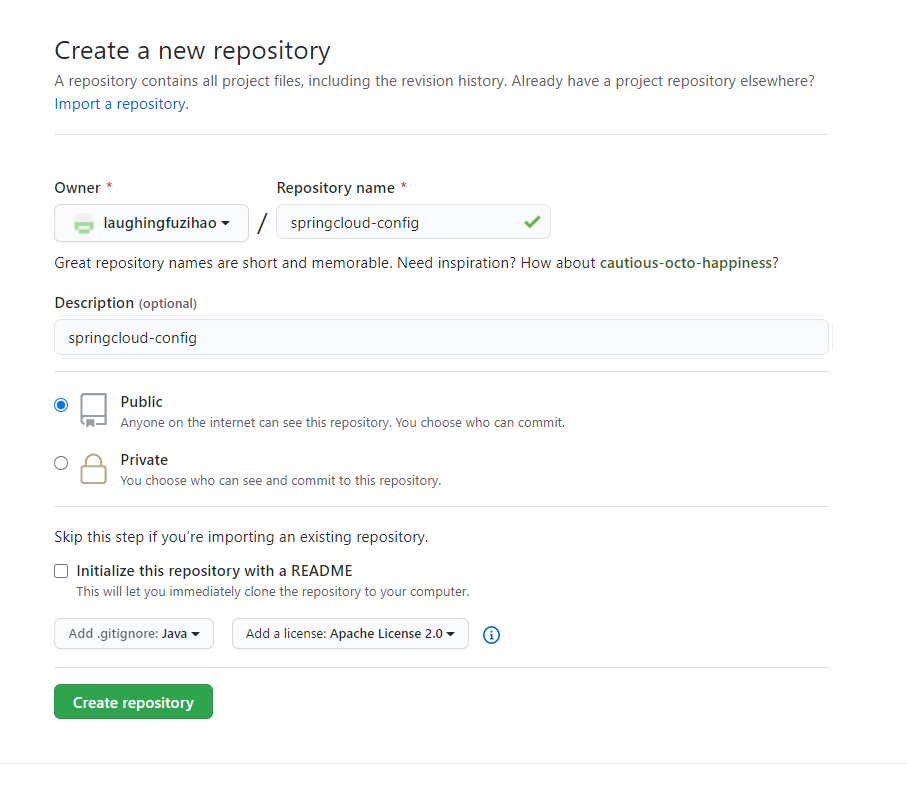 Create a new repository
A repository contains all project files, including the revision history. Already have a project repository elsewhere?
Import a repository.
Owner * Repository name *
laughingfuzihao / springcloud-config
Great repository names are short and memorable. Need inspiration? How about cautious-octo-happiness?
Description (optional)
springcloud-config
Public
Anyone on the internet can see this repository. You choose who can commit.
Private
You choose who can see and commit to this repository.
Skip this step if you’re importing an existing repository.
Initialize this repository with a README
This will let you immediately clone the repository to your computer.
Add .gitignore: Java Add a license: Apache License 2.0
Create repository